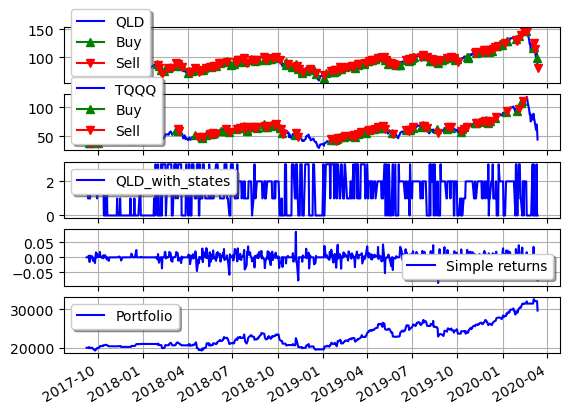 QLD
Buy
Sell
150
100
TQQQ
Buy
Sell
100
50
QLD_with_states
2
0
Simple returns
0.05
0.00
−0.05
Portfolio
30000
20000
2017-10 2018-01 2018-04 2018-07 2018-10 2019-01 2019-04 2019-07 2019-10 2020-01 2020-04